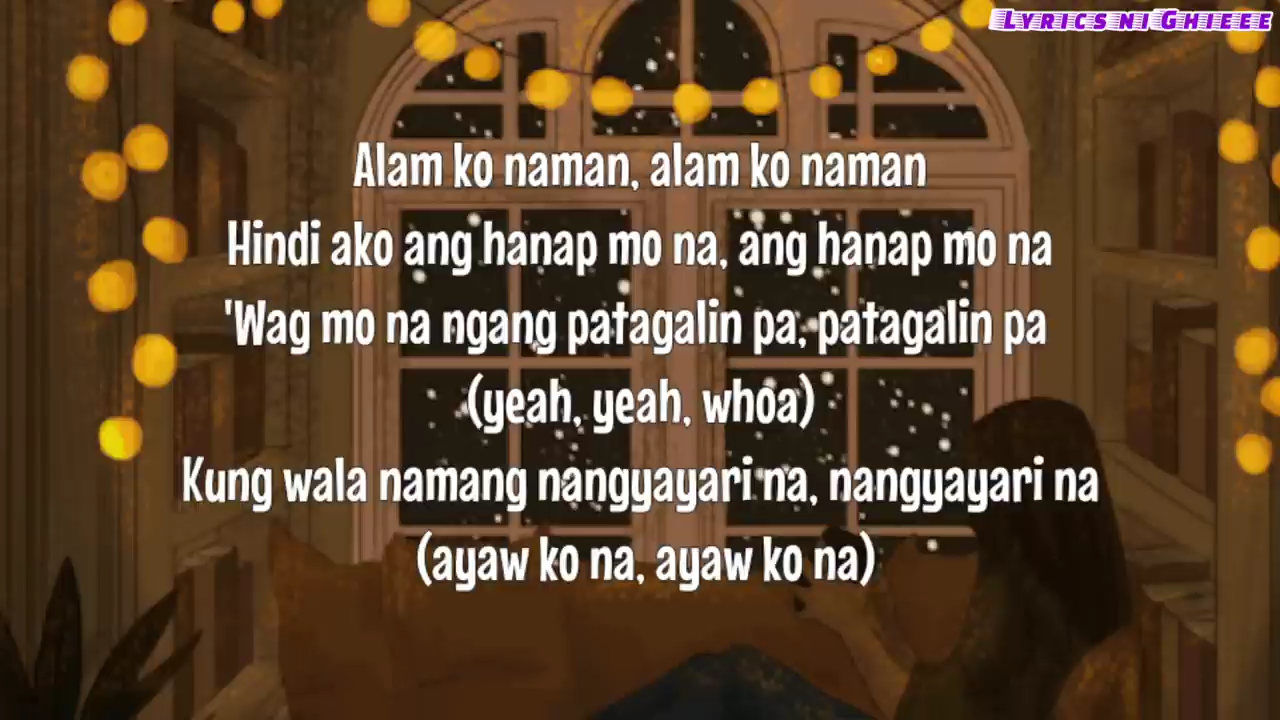 Lyrics ni Ghieee
Alam ko naman, alam ko naman
Hindi ako ang hanap mo na, ang hanap mo na
'Wag mo na ngang patagalin pa, patagalin pa
(yeah, yeah, whoa)
Kung wala namang nangyayari na, nangyayari na
(ayaw ko na, ayaw ko na)